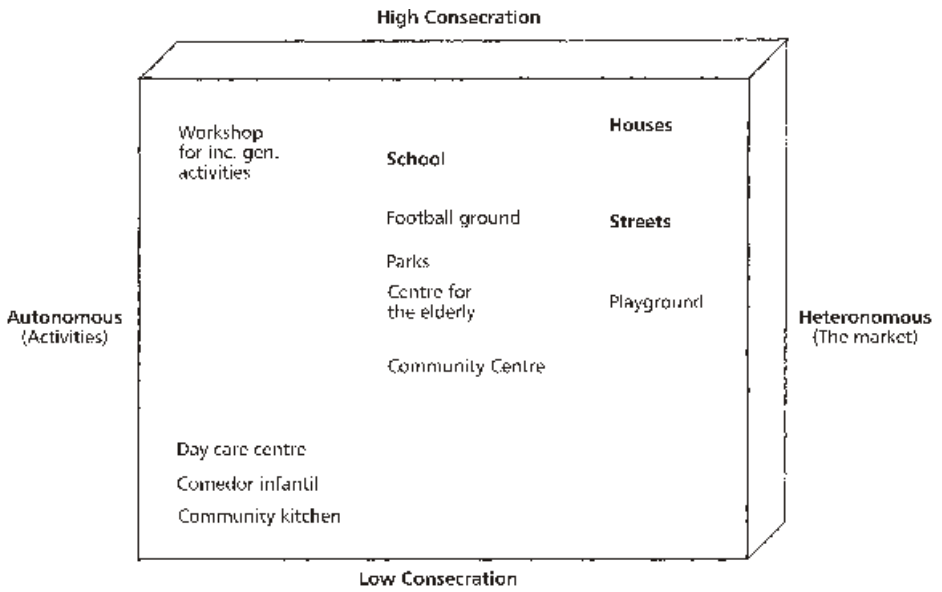 High Consecration
Houses
Workshop
for inc. gen.
activities
School
Football ground
Streets
Parks
Centre for
the elderly
Playground
Autonomous
(Activities)
Heteronomous
(The market)
Community Centre
Day care centre
Comedor infantil
Community kitchen
Low Consecration